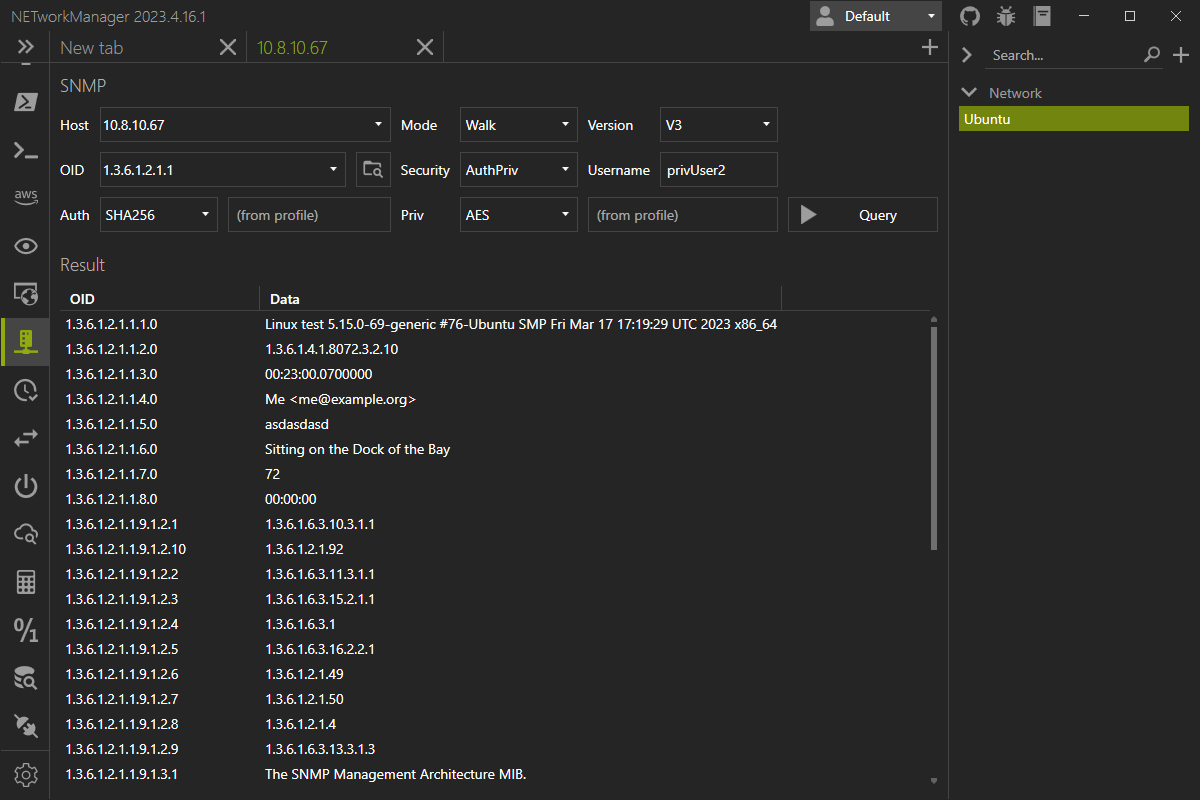 NETworkManager 2023.4.16.1
Default
New tab
10.8.10.67
Search...
SNMP
Network
Ubuntu
Host 10.8.10.67 Mode Walk Version V3
OID 1.3.6.1.2.1.1 Security AuthPriv Username privUser2
Auth SHA256 (from profile) Priv AES (from profile) Query
aws
Result
OID Data
1.3.6.1.2.1.1.1.0 Linux test 5.15.0-69-generic #76-Ubuntu SMP Fri Mar 17 17:19:29 UTC 2023 x86_64
1.3.6.1.2.1.1.2.0 1.3.6.1.4.1.8072.3.2.10
1.3.6.1.2.1.1.3.0 00:23:00.0700000
1.3.6.1.2.1.1.4.0 Me <me@example.org>
1.3.6.1.2.1.1.5.0 asdasdasd
1.3.6.1.2.1.1.6.0 Sitting on the Dock of the Bay
1.3.6.1.2.1.1.7.0 72
1.3.6.1.2.1.1.8.0 00:00:00
1.3.6.1.2.1.1.9.1.2.1 1.3.6.1.6.3.10.3.1.1
1.3.6.1.2.1.1.9.1.2.10 1.3.6.1.2.1.92
1.3.6.1.2.1.1.9.1.2.2 1.3.6.1.6.3.11.3.1.1
1.3.6.1.2.1.1.9.1.2.3 1.3.6.1.6.3.15.2.1.1
1.3.6.1.2.1.1.9.1.2.4 1.3.6.1.6.3.1
1.3.6.1.2.1.1.9.1.2.5 1.3.6.1.6.3.16.2.2.1
1.3.6.1.2.1.1.9.1.2.6 1.3.6.1.2.1.49
1.3.6.1.2.1.1.9.1.2.7 1.3.6.1.2.1.50
1.3.6.1.2.1.1.9.1.2.8 1.3.6.1.2.1.4
1.3.6.1.2.1.1.9.1.2.9 1.3.6.1.6.3.13.3.1.3
1.3.6.1.2.1.1.9.1.3.1 The SNMP Management Architecture MIB.